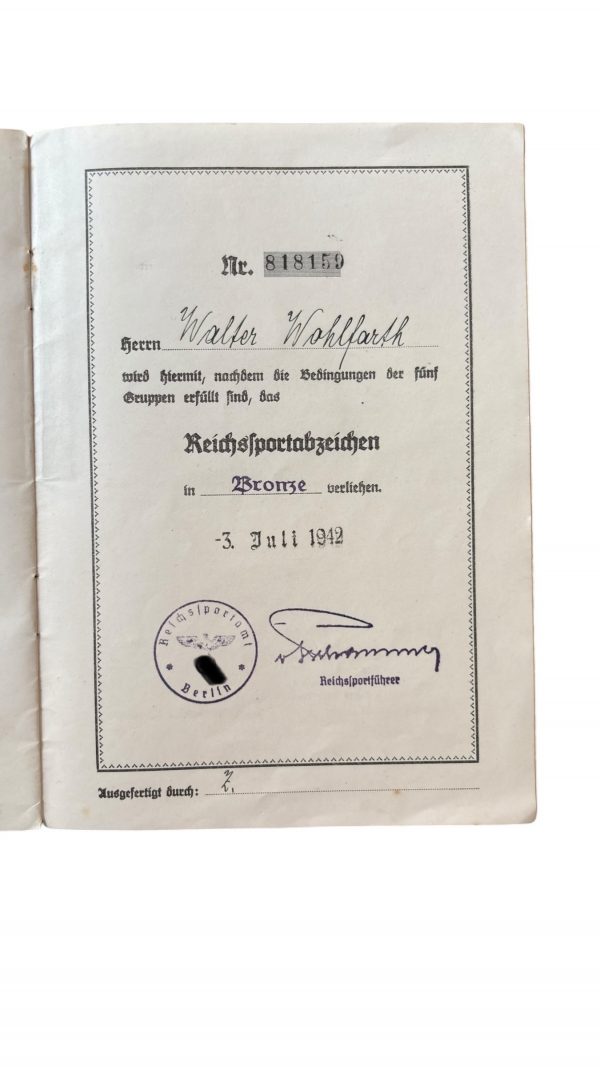 Nr. 818159
Herrn Walter Wohlfarth
wird hiermit, nachdem die Bedingungen der fünf
Gruppen erfüllt sind, das
Reichssportabzeichen
in Bronze verliehen.
-3. Juli 1942
Reichssportamt
* Berlin *
Reichssportführer
Ausgefertigt durch: Z.